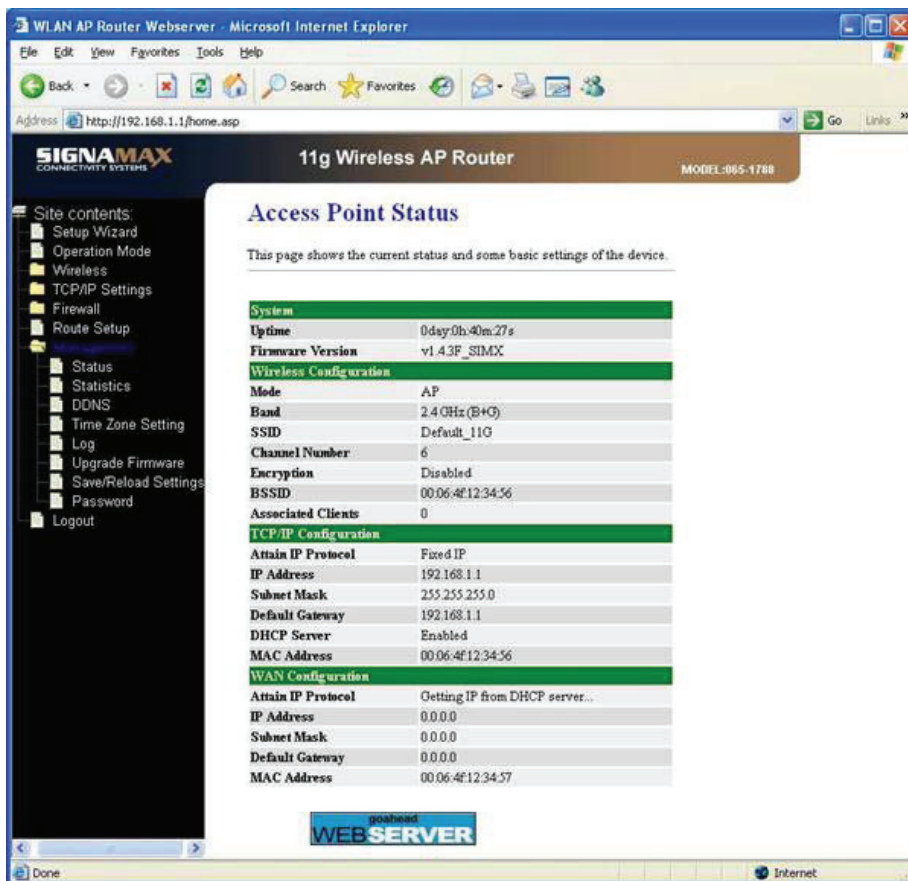 WLAN AP Router Webserver - Microsoft Internet Explorer
File Edit View Favorites Tools Help
Back Search Favorites
Address http://192.168.1.1/home.asp Go Links »
SIGNAMAX
CONNECTIVITY SYSTEMS
11g Wireless AP Router
MODEL:065-1788
Site contents:
Setup Wizard
Operation Mode
Wireless
TCP/IP Settings
Firewall
Route Setup
Management
Status
Statistics
DDNS
Time Zone Setting
Log
Upgrade Firmware
Save/Reload Settings
Password
Logout
Access Point Status
This page shows the current status and some basic settings of the device.
System
Uptime 0day:0h:40m:27s
Firmware Version v1.4.3F_SIMX
Wireless Configuration
Mode AP
Band 2.4 GHz (B+G)
SSID Default_11G
Channel Number 6
Encryption Disabled
BSSID 00:06:4f:12:34:56
Associated Clients 0
TCP/IP Configuration
Attain IP Protocol Fixed IP
IP Address 192.168.1.1
Subnet Mask 255.255.255.0
Default Gateway 192.168.1.1
DHCP Server Enabled
MAC Address 00:06:4f:12:34:56
WAN Configuration
Attain IP Protocol Getting IP from DHCP server...
IP Address 0.0.0.0
Subnet Mask 0.0.0.0
Default Gateway 0.0.0.0
MAC Address 00:06:4f:12:34:57
goahead
WEBSERVER
Done Internet